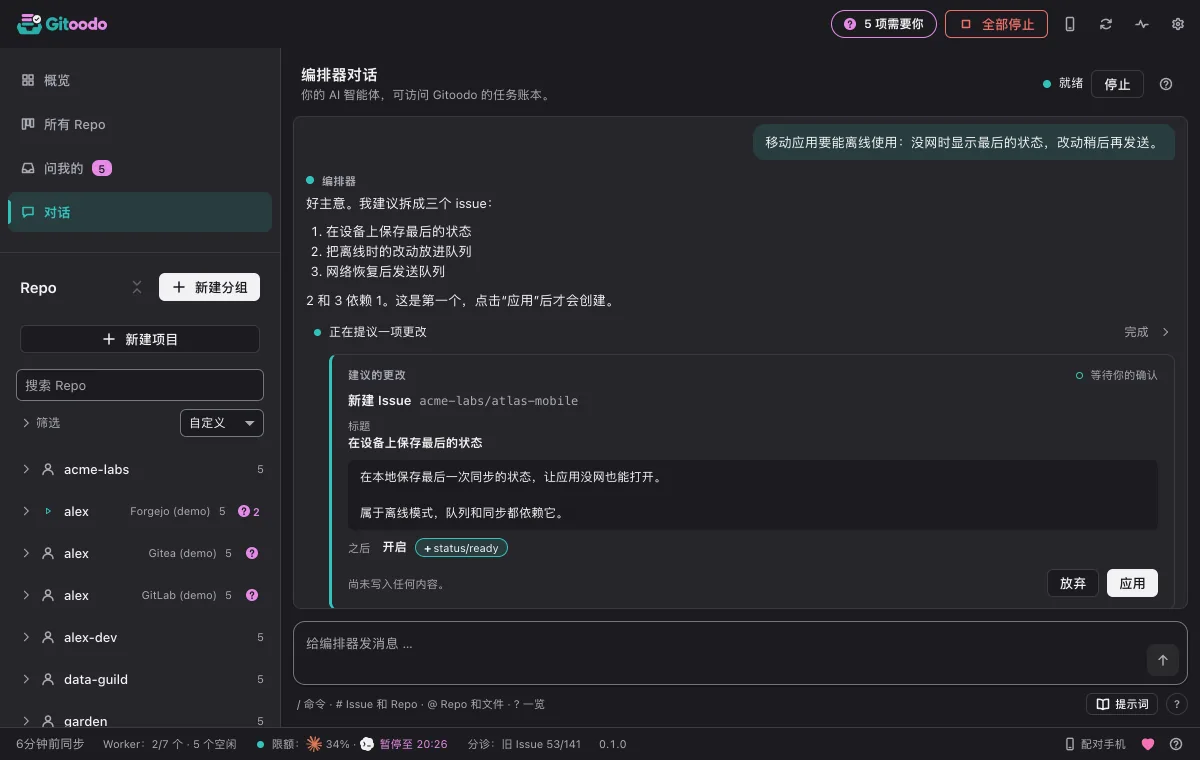 Gitoodo
? 5 项需要你
全部停止
概览
所有 Repo
问我的 5
对话
Repo
新建分组
新建项目
搜索 Repo
筛选
自定义
acme-labs 5
alex Forgejo (demo) 5 ? 2
alex Gitea (demo) 5 ?
alex GitLab (demo) 5 ?
alex-dev 5
data-guild 5
garden 5
编排器对话
你的 AI 智能体，可访问 Gitoodo 的任务账本。
就绪
停止
?
移动应用要能离线使用：没网时显示最后的状态，改动稍后再发送。
编排器
好主意。我建议拆成三个 issue：
1. 在设备上保存最后的状态
2. 把离线时的改动放进队列
3. 网络恢复后发送队列
2 和 3 依赖 1。这是第一个，点击“应用”后才会创建。
正在提议一项更改
完成
建议的更改
等待你的确认
新建 Issue acme-labs/atlas-mobile
标题
在设备上保存最后的状态
在本地保存最后一次同步的状态，让应用没网也能打开。
属于离线模式，队列和同步都依赖它。
之后 开启 +status/ready
尚未写入任何内容。
放弃
应用
给编排器发消息 ...
/ 命令 · # Issue 和 Repo · @ Repo 和文件 · ? 一览
提示词
?
6分钟前同步
Worker：2/7 个 · 5 个空闲
限额： 34% · 暂停至 20:26
分诊：旧 Issue 53/141
0.1.0
配对手机
?